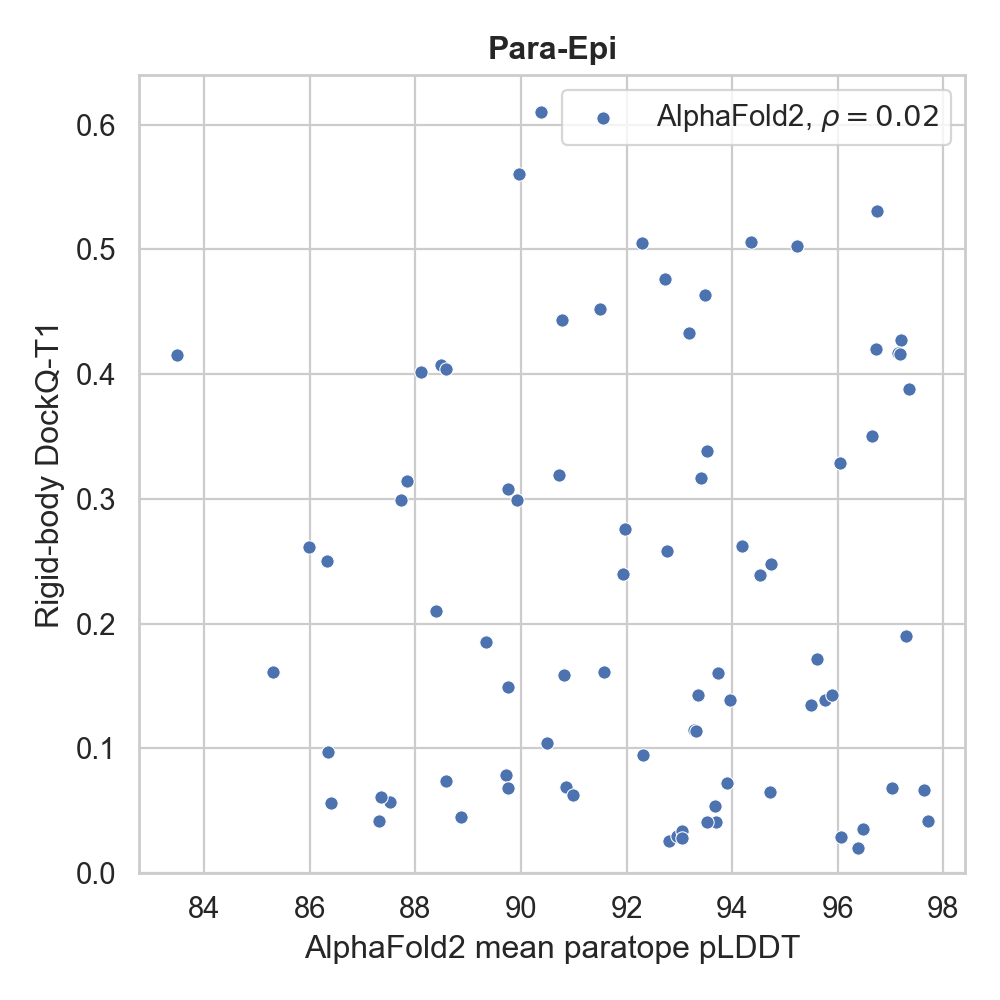 Para-Epi
AlphaFold2, ρ = 0.02
Rigid-body DockQ-T1
0.6
0.5
0.4
0.3
0.2
0.1
0.0
84 86 88 90 92 94 96 98
AlphaFold2 mean paratope pLDDT